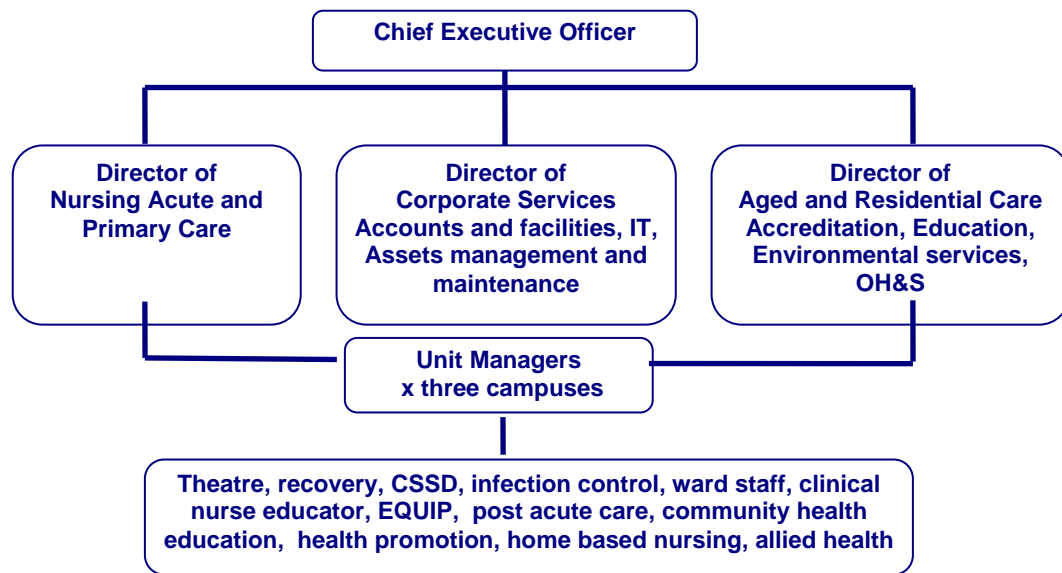 Chief Executive Officer
Director of
Nursing Acute and
Primary Care
Director of
Corporate Services
Accounts and facilities, IT,
Assets management and
maintenance
Director of
Aged and Residential Care
Accreditation, Education,
Environmental services,
OH&S
Unit Managers
x three campuses
Theatre, recovery, CSSD, infection control, ward staff, clinical
nurse educator, EQUIP, post acute care, community health
education, health promotion, home based nursing, allied health